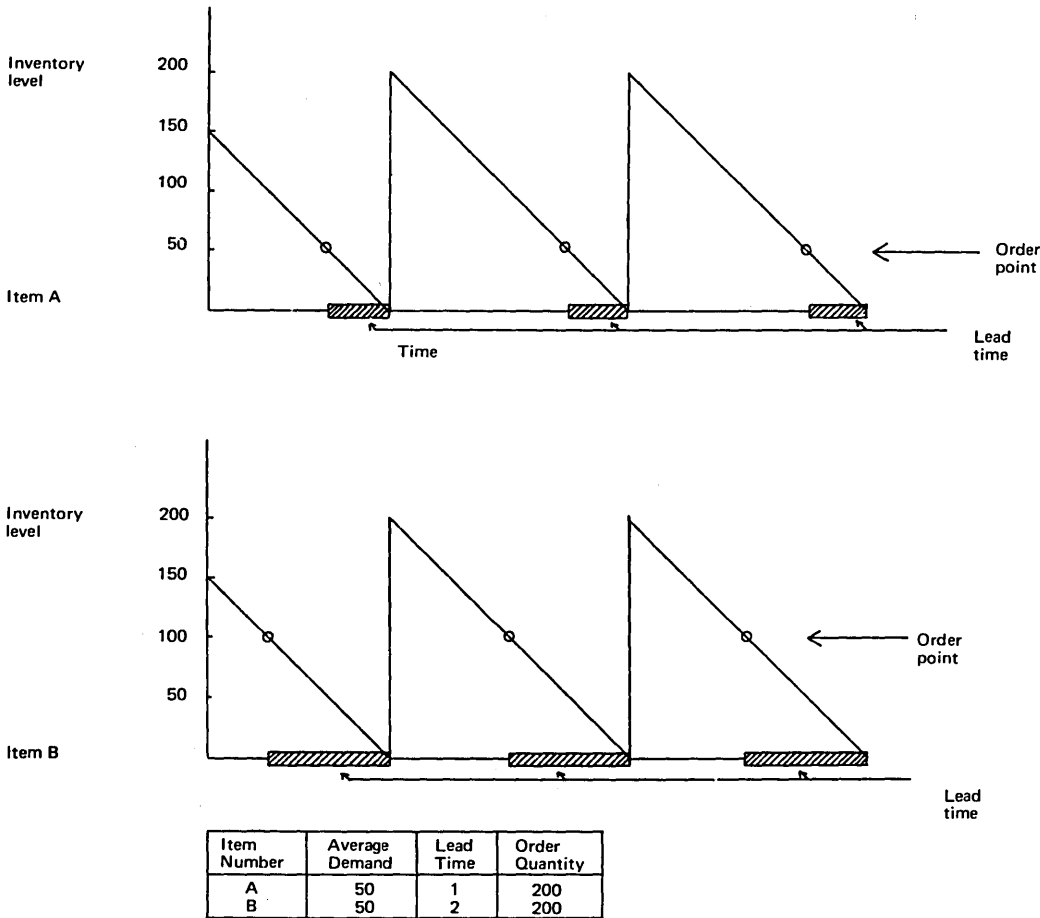 Inventory
level
200
150
100
50
Order
point
Item A
Time
Lead
time
Inventory
level
200
150
100
50
Order
point
Item B
Lead
time
Item Number Average Demand Lead Time Order Quantity
A 50 1 200
B 50 2 200